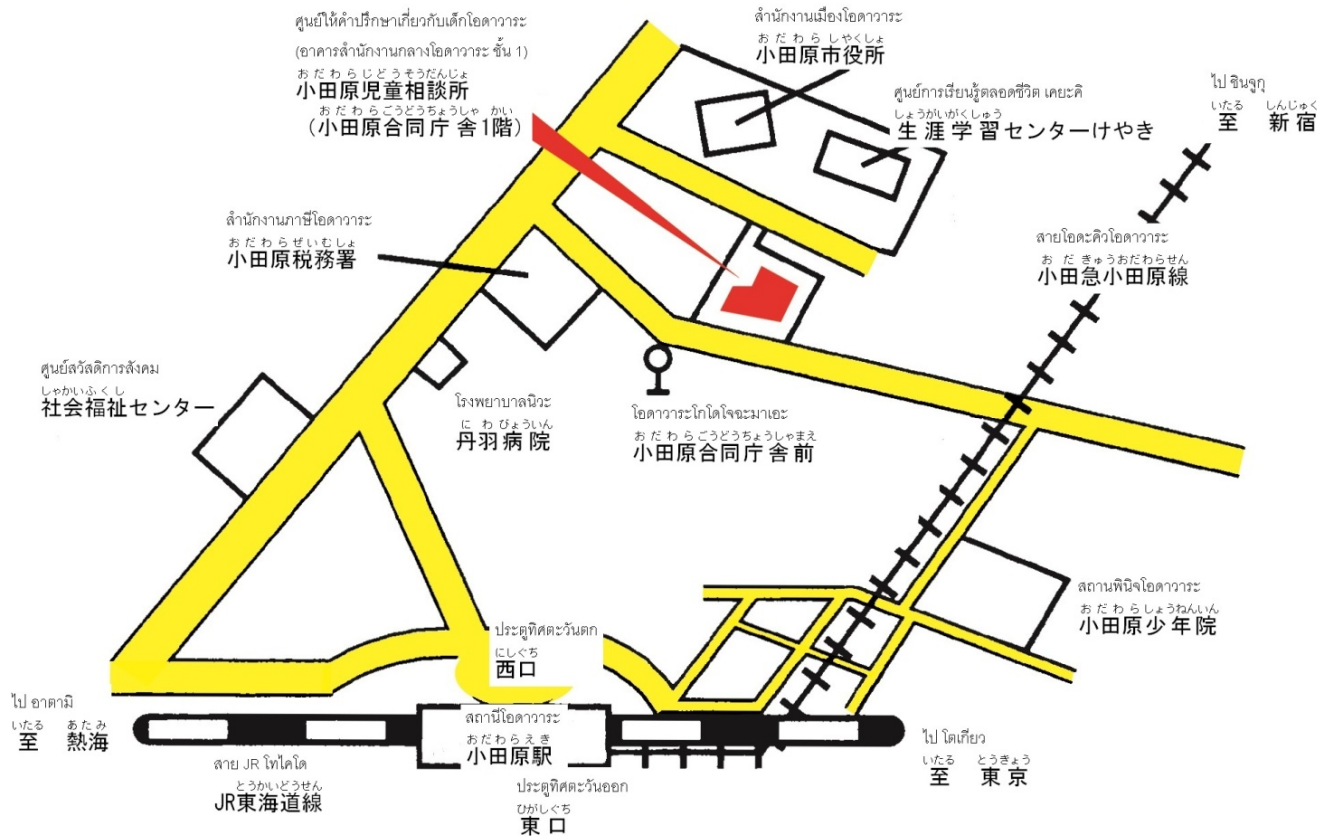 ศูนย์ให้คำปรึกษาเกี่ยวกับเด็กโอดาวาระ
(อาคารสำนักงานกลางโอดาวาระ ชั้น 1)
おだわらじどうそうだんじょ
小田原児童相談所
おだわらごうどうちょうしゃ かい
(小田原合同庁舎1階)
สำนักงานเมืองโอดาวาระ
おだわら しやくしょ
小田原市役所
ศูนย์การเรียนรู้ตลอดชีวิต เคยะคิ
しょうがいがくしゅう
生涯学習センターけやき
ไป ชินจูกุ
いたる しんじゅく
至 新宿
สำนักงานภาษีโอดาวาระ
おだわらぜいむしょ
小田原税務署
สายโอดะคิวโอดาวาระ
おだきゅうおだわらせん
小田急小田原線
ศูนย์สวัสดิการสังคม
しゃかいふくし
社会福祉センター
โรงพยาบาลนิวะ
にわびょういん
丹羽病院
โอดาวาระโกโดโจฉะมาเอะ
おだわらごうどうちょうしゃまえ
小田原合同庁舎前
สถานพินิจโอดาวาระ
おだわらしょうねんいん
小田原少年院
ประตูทิศตะวันตก
にしぐち
西口
ไป อาตามิ
いたる あたみ
至 熱海
สถานีโอดาวาระ
おだわらえき
小田原駅
ไป โตเกียว
いたる とうきょう
至 東京
สาย JR โทไคโด
とうかいどうせん
JR東海道線
ประตูทิศตะวันออก
ひがしぐち
東口